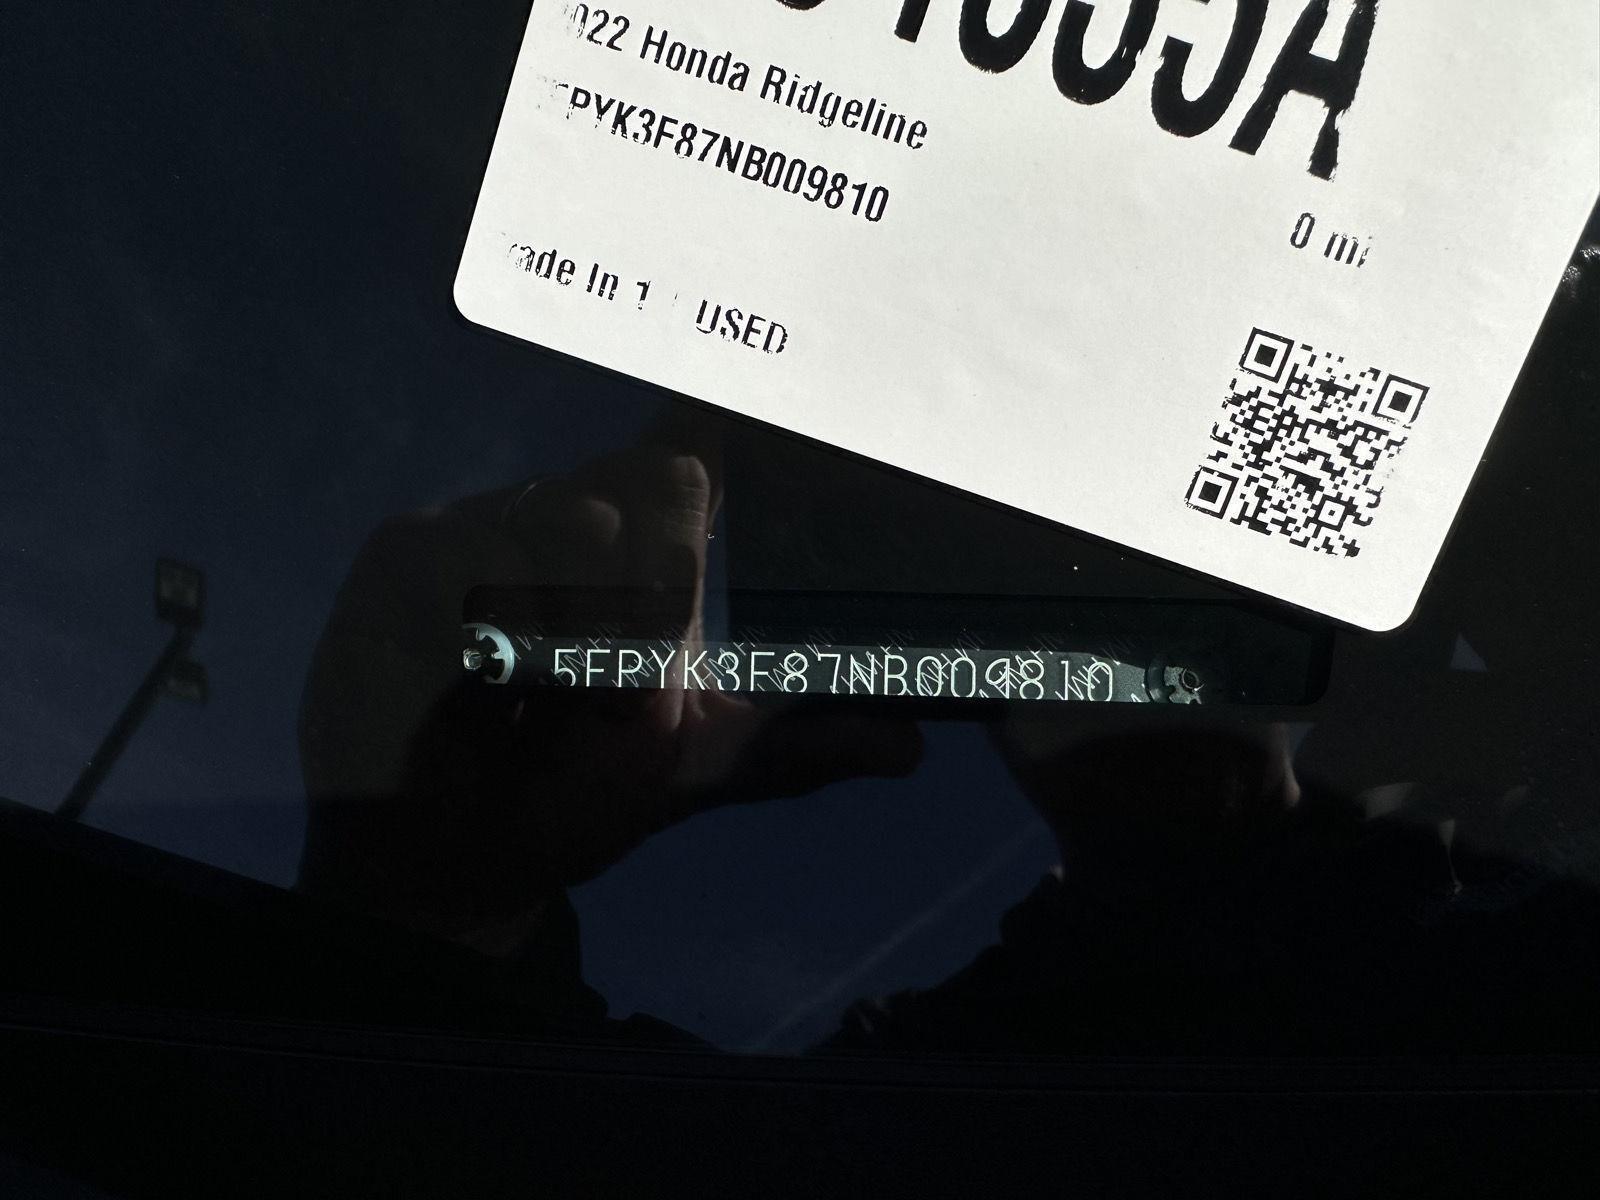 022 Honda Ridgeline
PYK3F87NB009810
0 mi
ade In 1 USED
5FPYK3F87NB009810